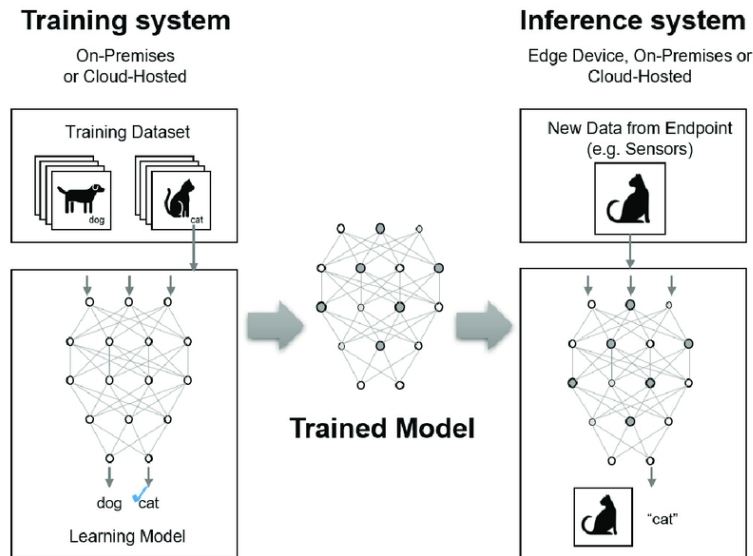 Training system
On-Premises
or Cloud-Hosted
Training Dataset
dog
cat
dog
cat
Learning Model
Trained Model
Inference system
Edge Device, On-Premises or
Cloud-Hosted
New Data from Endpoint
(e.g. Sensors)
“cat”